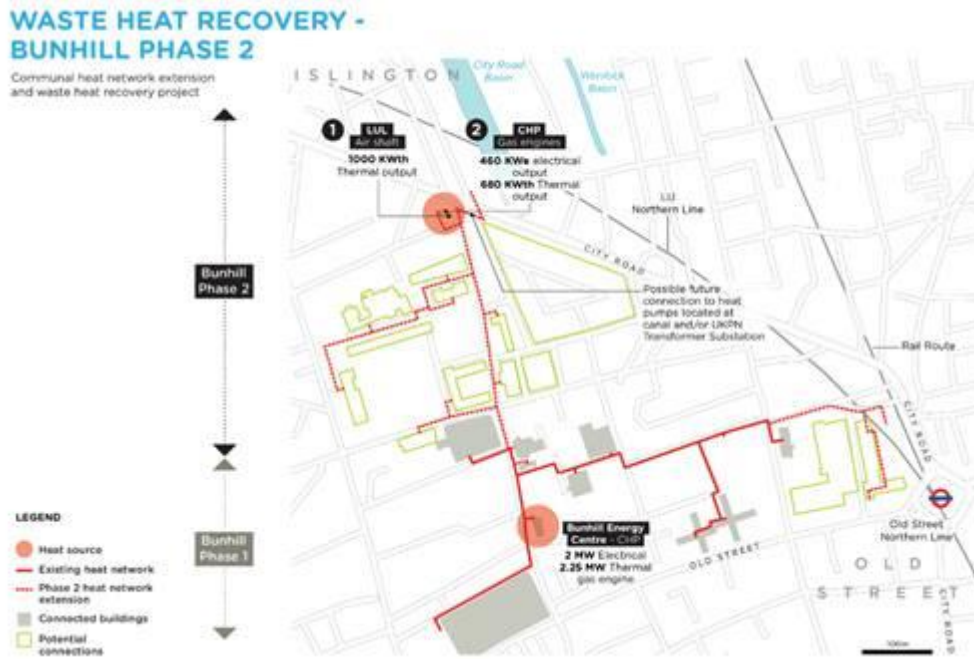 WASTE HEAT RECOVERY -
BUNHILL PHASE 2
Communal heat network extension
and waste heat recovery project
ISLINGTON
City Road
Basin
Wenlock
Basin
1
LUL
Air shaft
1000 KWth
Thermal output
2
CHP
Gas engines
460 KWe electrical
output
680 KWth Thermal
output
LU
Northern Line
CITY ROAD
Bunhill
Phase 2
Possible future
connection to heat
pumps located at
canal and/or UKPN
Transformer Substation
Rail Route
CITY ROAD
LEGEND
Heat source
Existing heat network
Phase 2 heat network
extension
Connected buildings
Potential
connections
Bunhill
Phase 1
Bunhill Energy
Centre - CHP
2 MW Electrical
2.25 MW Thermal
gas engine
OLD STREET
Old Street
Northern Line
OLD
STREET
CITY ROAD
100m